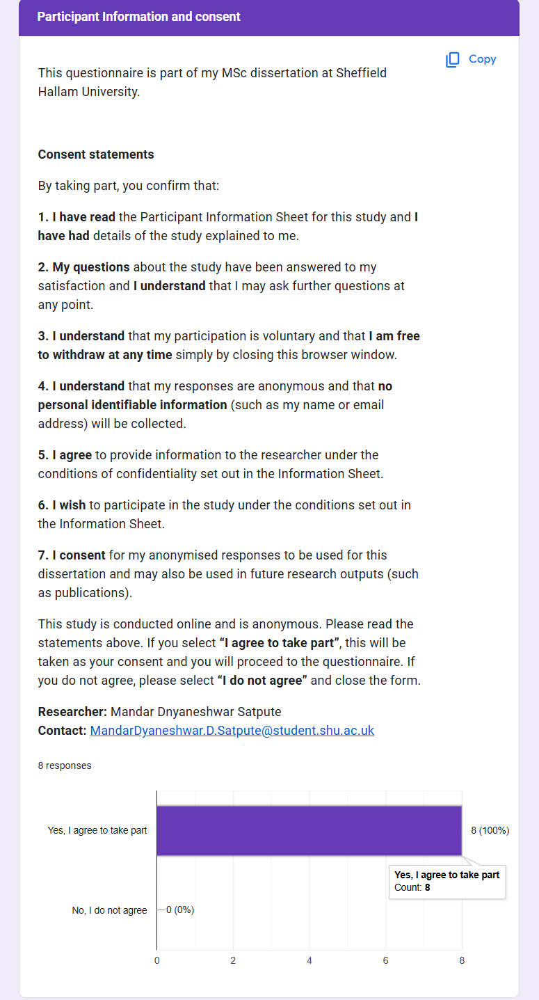 Participant Information and consent
Copy
This questionnaire is part of my MSc dissertation at Sheffield
Hallam University.
Consent statements
By taking part, you confirm that:
1. I have read the Participant Information Sheet for this study and I
have had details of the study explained to me.
2. My questions about the study have been answered to my
satisfaction and I understand that I may ask further questions at
any point.
3. I understand that my participation is voluntary and that I am free
to withdraw at any time simply by closing this browser window.
4. I understand that my responses are anonymous and that no
personal identifiable information (such as my name or email
address) will be collected.
5. I agree to provide information to the researcher under the
conditions of confidentiality set out in the Information Sheet.
6. I wish to participate in the study under the conditions set out in
the Information Sheet.
7. I consent for my anonymised responses to be used for this
dissertation and may also be used in future research outputs (such
as publications).
This study is conducted online and is anonymous. Please read the
statements above. If you select “I agree to take part”, this will be
taken as your consent and you will proceed to the questionnaire. If
you do not agree, please select “I do not agree” and close the form.
Researcher: Mandar Dnyaneshwar Satpute
Contact: MandarDyaneshwar.D.Satpute@student.shu.ac.uk
8 responses
Yes, I agree to take part
8 (100%)
Yes, I agree to take part
Count: 8
No, I do not agree
0 (0%)
0 2 4 6 8